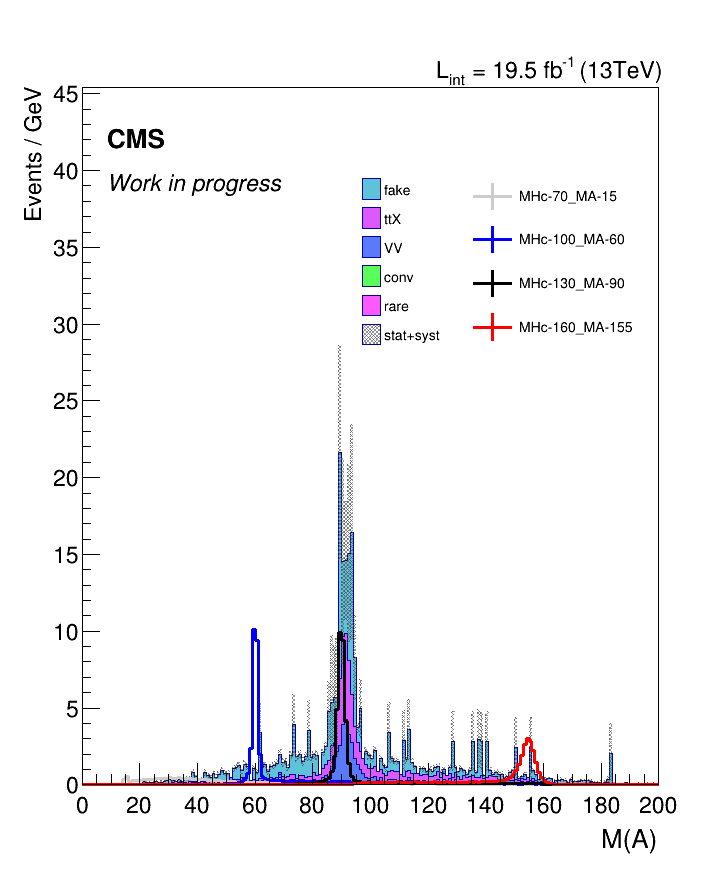 L_int = 19.5 fb^-1 (13TeV)
Events / GeV
45
CMS
40
Work in progress
fake
ttX
VV
conv
rare
stat+syst
MHc-70_MA-15
MHc-100_MA-60
MHc-130_MA-90
MHc-160_MA-155
35
30
25
20
15
10
5
0
0 20 40 60 80 100 120 140 160 180 200
M(A)